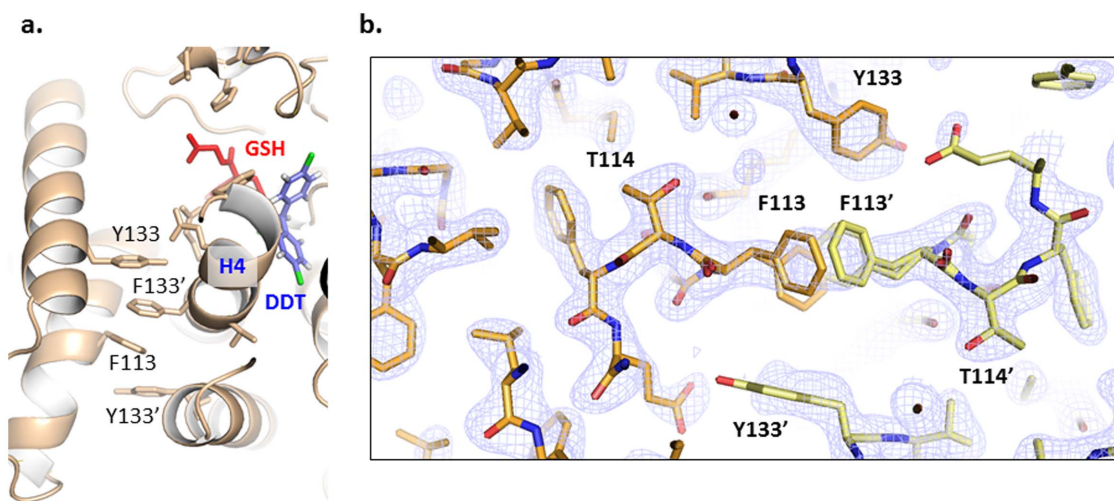 a.
GSH
Y133
H4
F133’
DDT
F113
Y133’
b.
Y133
T114
F113 F113’
T114’
Y133’